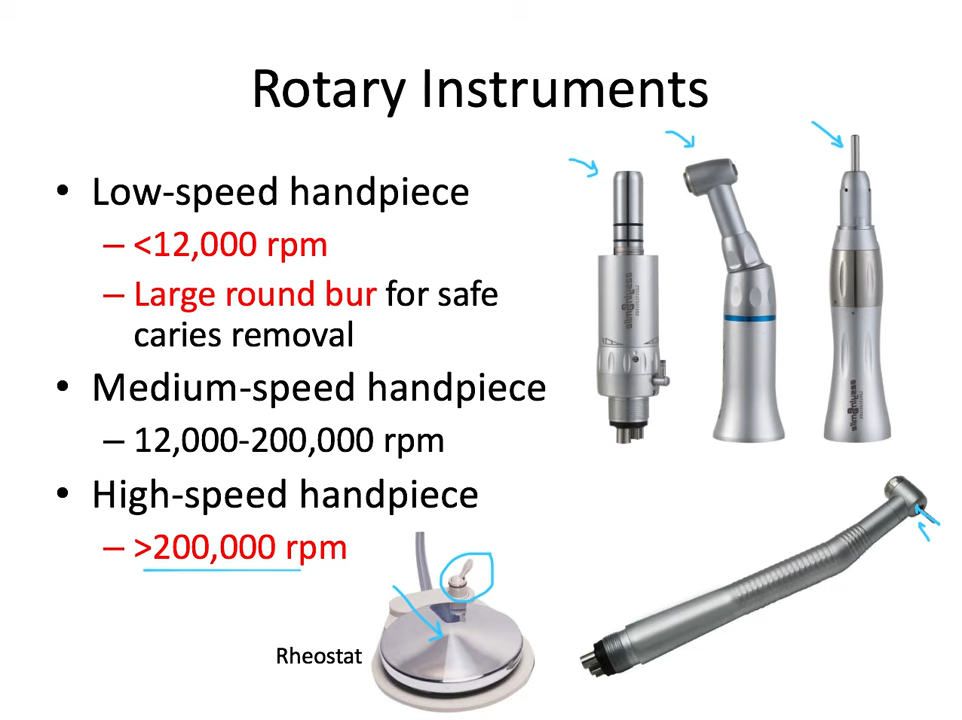 Rotary Instruments
• Low-speed handpiece
– <12,000 rpm
– Large round bur for safe
caries removal
• Medium-speed handpiece
– 12,000-200,000 rpm
• High-speed handpiece
– >200,000 rpm
Rheostat